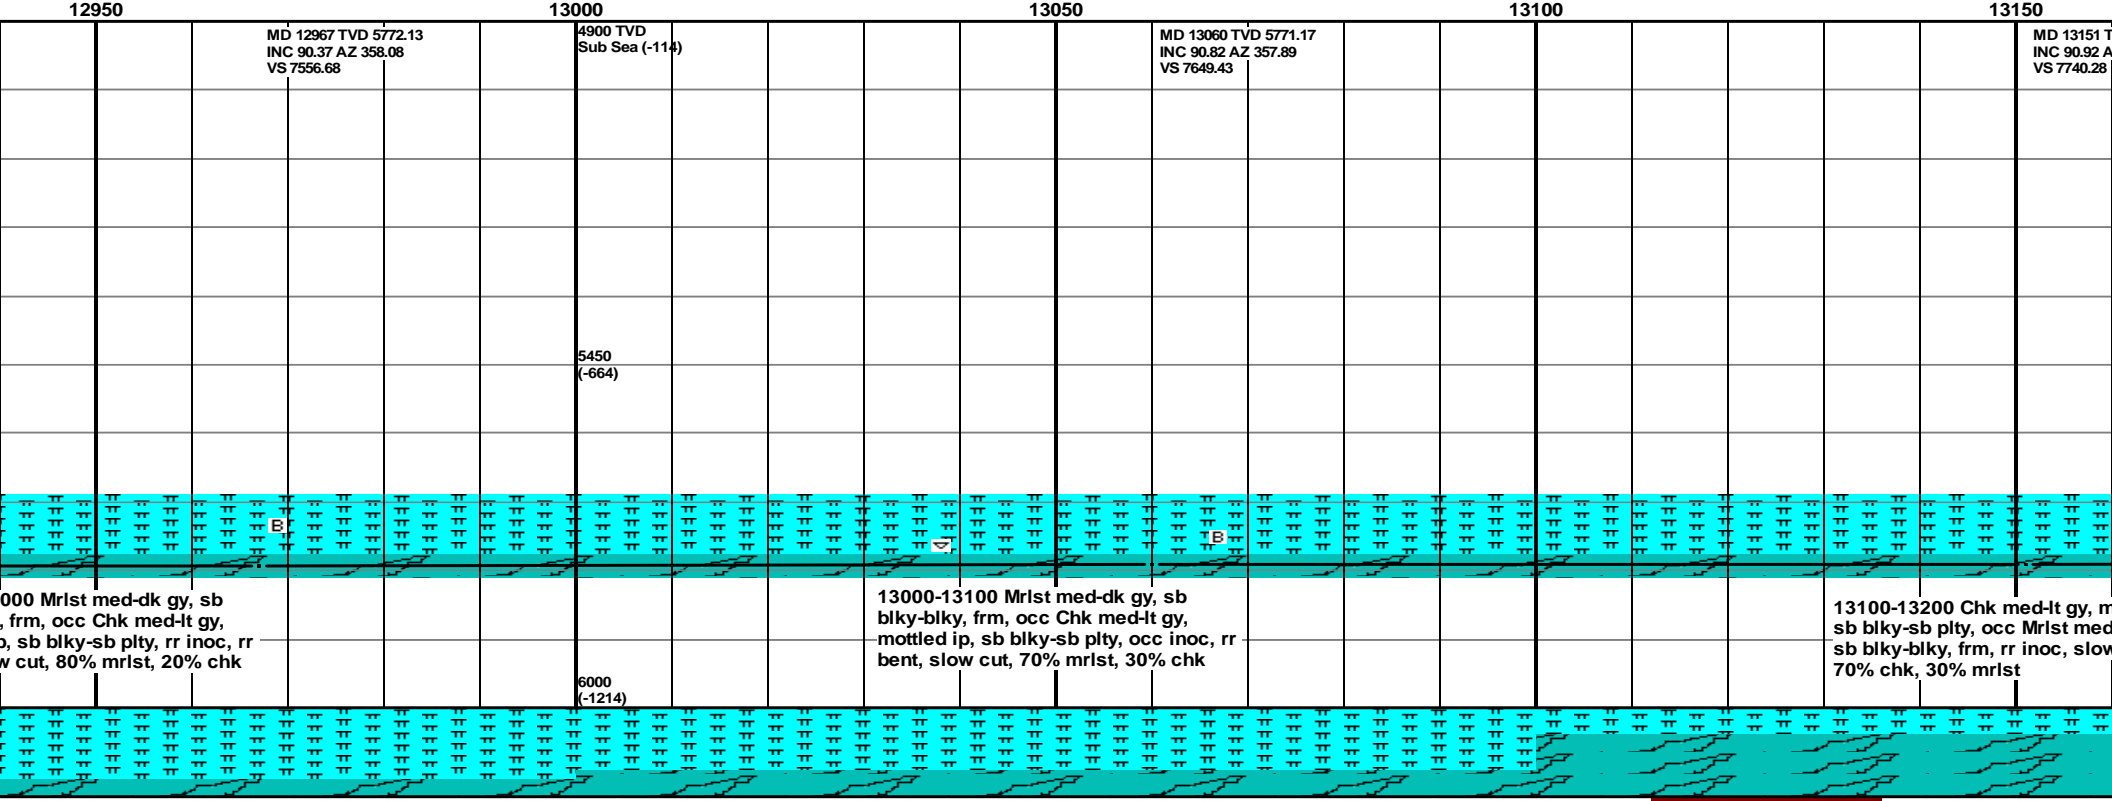 12950 13000 13050 13100 13150
MD 12967 TVD 5772.13
INC 90.37 AZ 358.08
VS 7556.68
4900 TVD
Sub Sea (-114)
MD 13060 TVD 5771.17
INC 90.82 AZ 357.89
VS 7649.43
MD 13151 T
INC 90.92 A
VS 7740.28
5450
(-664)
B
B
000 Mrlst med-dk gy, sb
, frm, occ Chk med-lt gy,
p, sb blky-sb plty, rr inoc, rr
w cut, 80% mrlst, 20% chk
13000-13100 Mrlst med-dk gy, sb
blky-blky, frm, occ Chk med-lt gy,
mottled ip, sb blky-sb plty, occ inoc, rr
bent, slow cut, 70% mrlst, 30% chk
13100-13200 Chk med-lt gy, m
sb blky-sb plty, occ Mrlst med
sb blky-blky, frm, rr inoc, slow
70% chk, 30% mrlst
6000
(-1214)